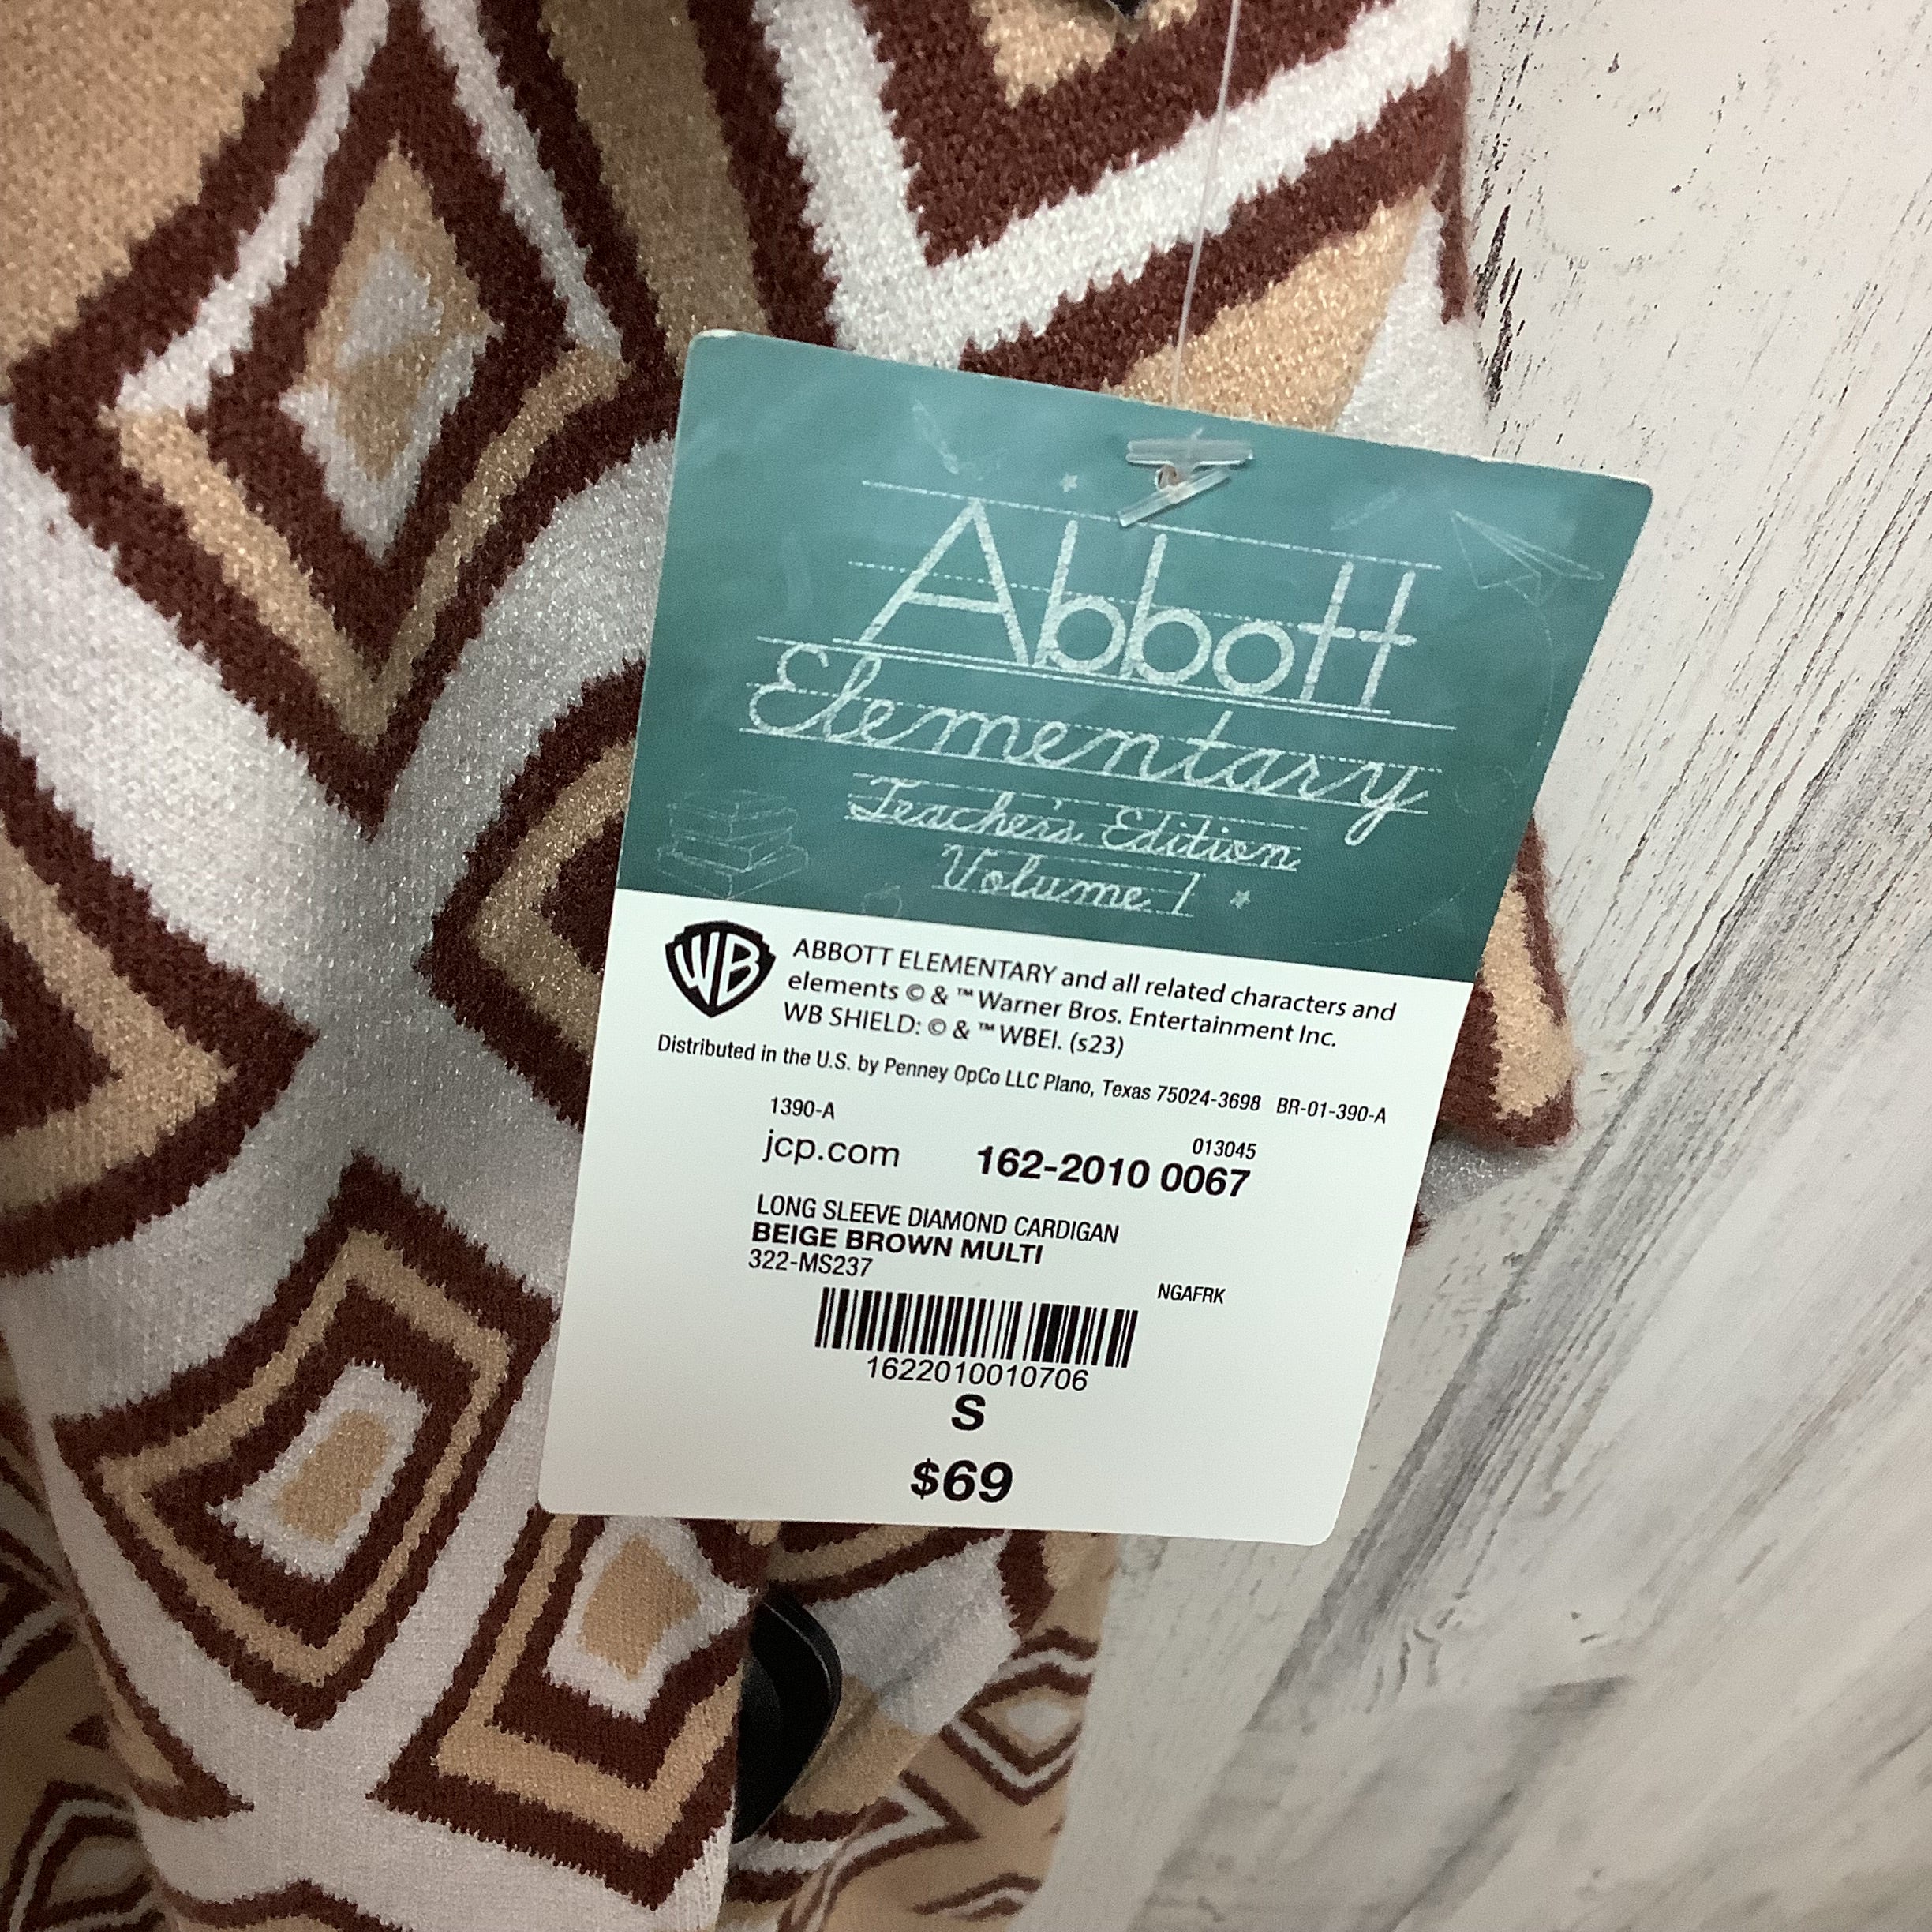 Abbott
Elementary
Teacher's Edition
Volume 1
WB
ABBOTT ELEMENTARY and all related characters and
elements © & ™ Warner Bros. Entertainment Inc.
WB SHIELD: © & ™ WBEI. (s23)
Distributed in the U.S. by Penney OpCo LLC Plano, Texas 75024-3698 BR-01-390-A
1390-A
013045
jcp.com 162-2010 0067
LONG SLEEVE DIAMOND CARDIGAN
BEIGE BROWN MULTI
322-MS237
NGAFRK
1622010010706
S
$69